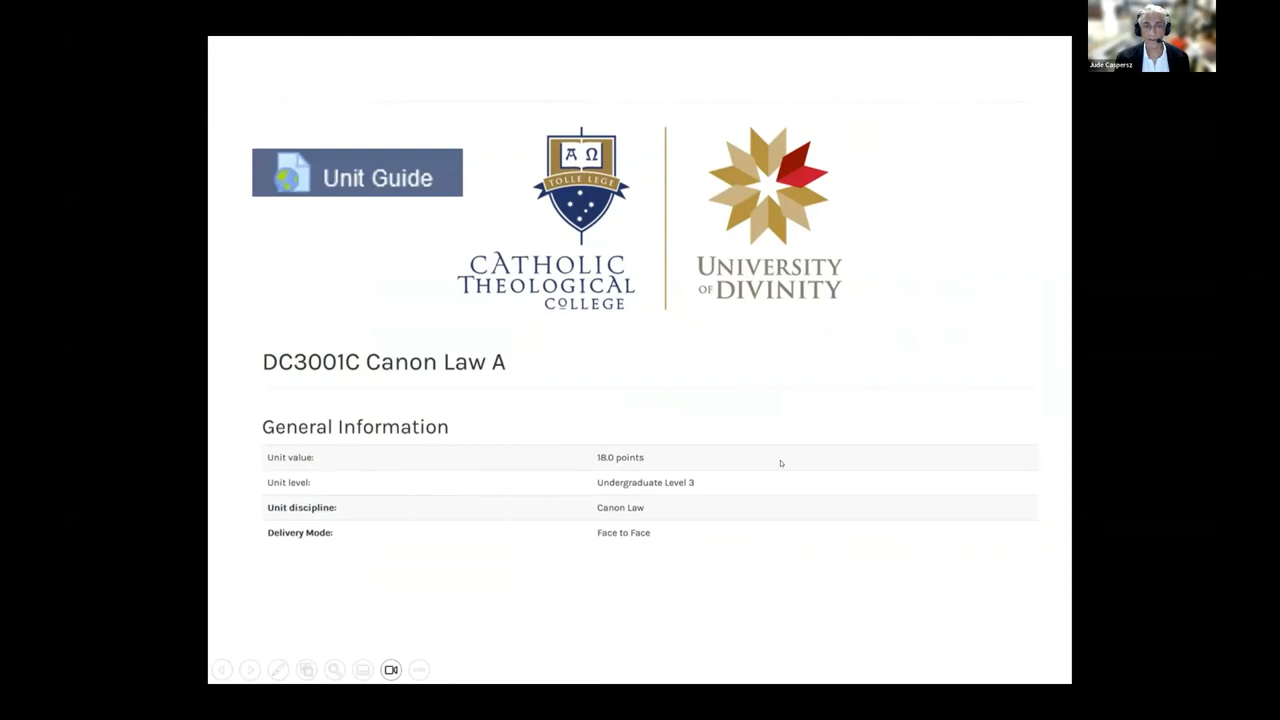 Jude Caspersz
Unit Guide
Α Ω
TOLLE LEGE
CATHOLIC
THEOLOGICAL
COLLEGE
UNIVERSITY
OF DIVINITY
DC3001C Canon Law A
General Information
Unit value: 18.0 points
Unit level: Undergraduate Level 3
Unit discipline: Canon Law
Delivery Mode: Face to Face